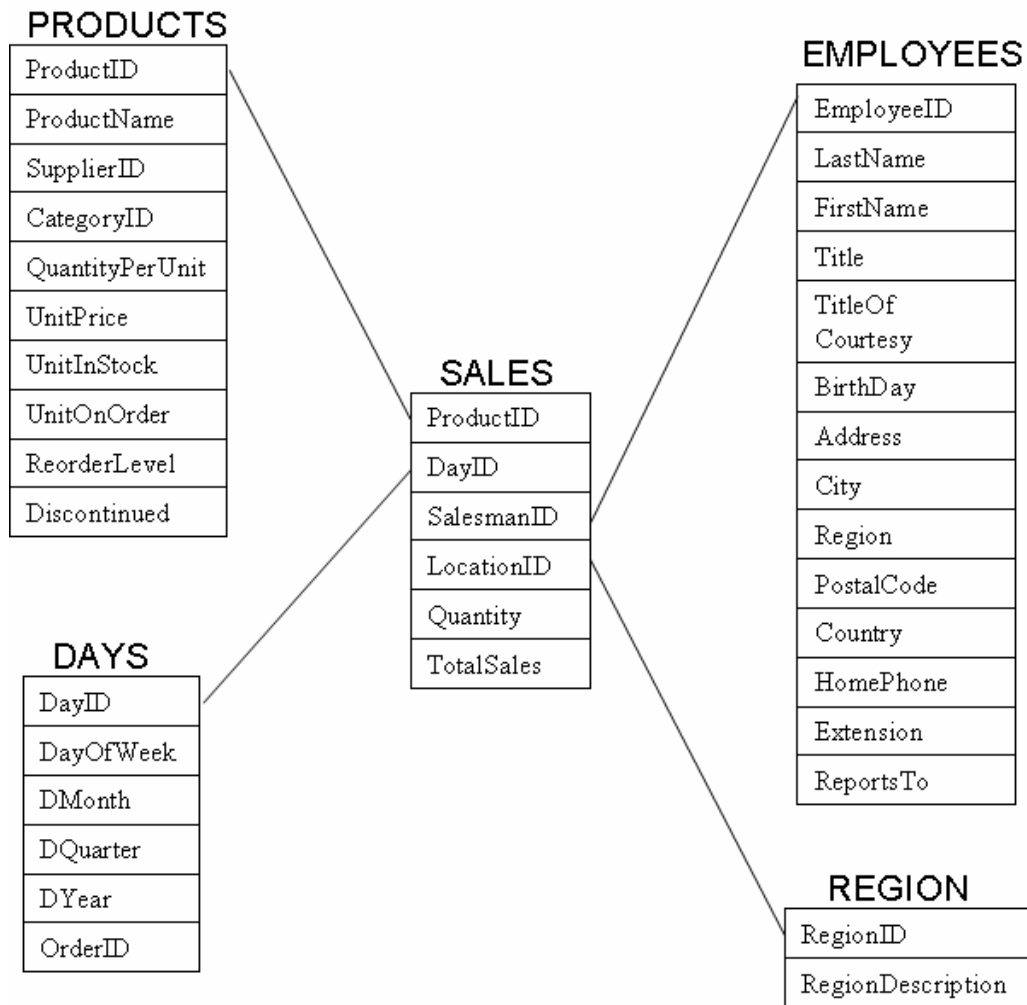 PRODUCTS
ProductID
ProductName
SupplierID
CategoryID
QuantityPerUnit
UnitPrice
UnitInStock
UnitOnOrder
ReorderLevel
Discontinued
EMPLOYEES
EmployeeID
LastName
FirstName
Title
TitleOf
Courtesy
BirthDay
Address
City
Region
PostalCode
Country
HomePhone
Extension
ReportsTo
SALES
ProductID
DayID
SalesmanID
LocationID
Quantity
TotalSales
DAYS
DayID
DayOfWeek
DMonth
DQuarter
DYear
OrderID
REGION
RegionID
RegionDescription